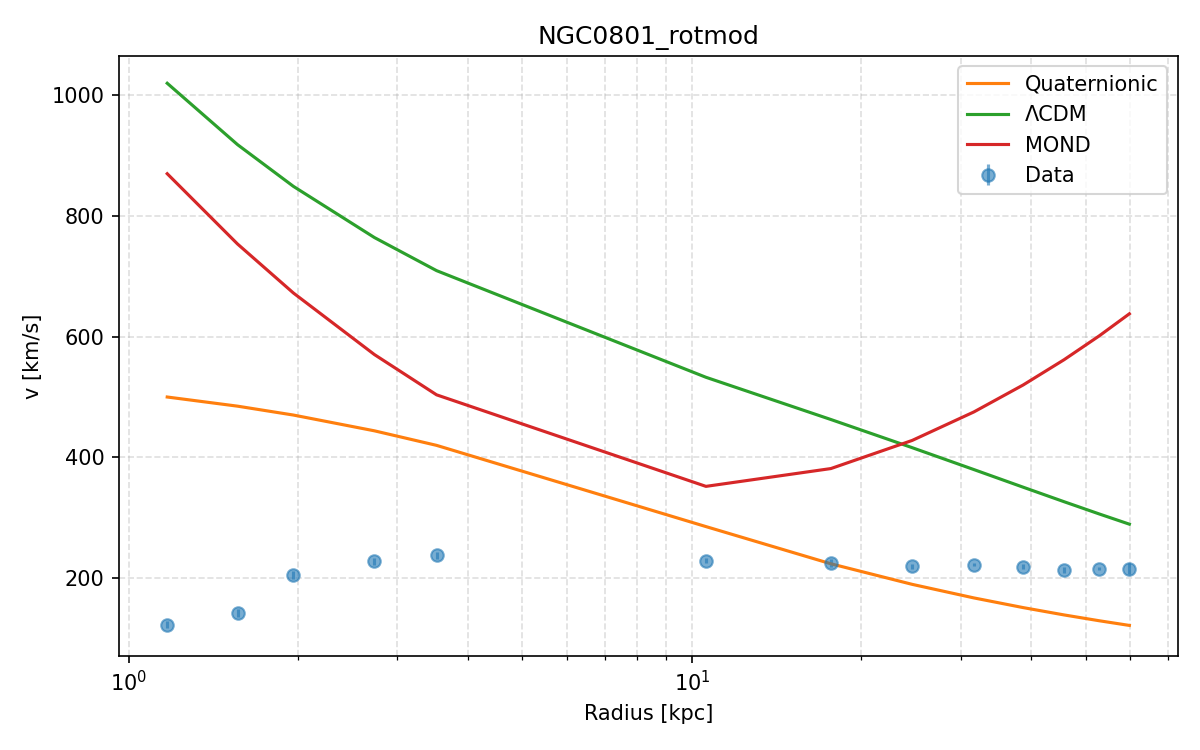 NGC0801_rotmod
1000
800
600
400
200
v [km/s]
Quaternionic
ΛCDM
MOND
Data
10⁰
10¹
Radius [kpc]